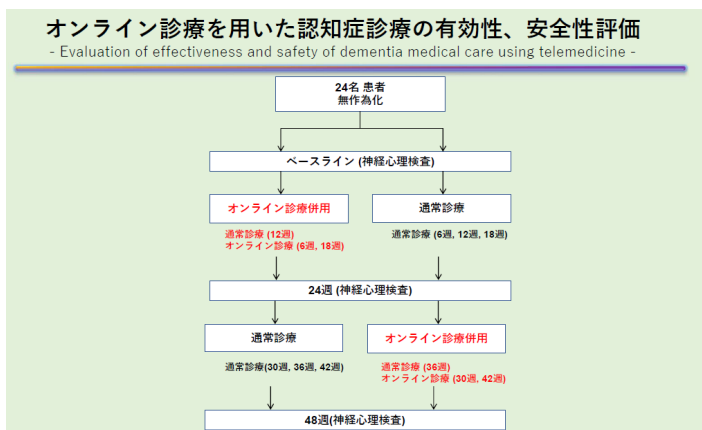 オンライン診療を用いた認知症診療の有効性、安全性評価
- Evaluation of effectiveness and safety of dementia medical care using telemedicine -
24名 患者
無作為化
ベースライン (神経心理検査)
オンライン診療併用
通常診療
通常診療 (12週)
オンライン診療 (6週, 18週)
通常診療 (6週, 12週, 18週)
24週 (神経心理検査)
通常診療
オンライン診療併用
通常診療(30週, 36週, 42週)
通常診療 (36週)
オンライン診療 (30週, 42週)
48週(神経心理検査)